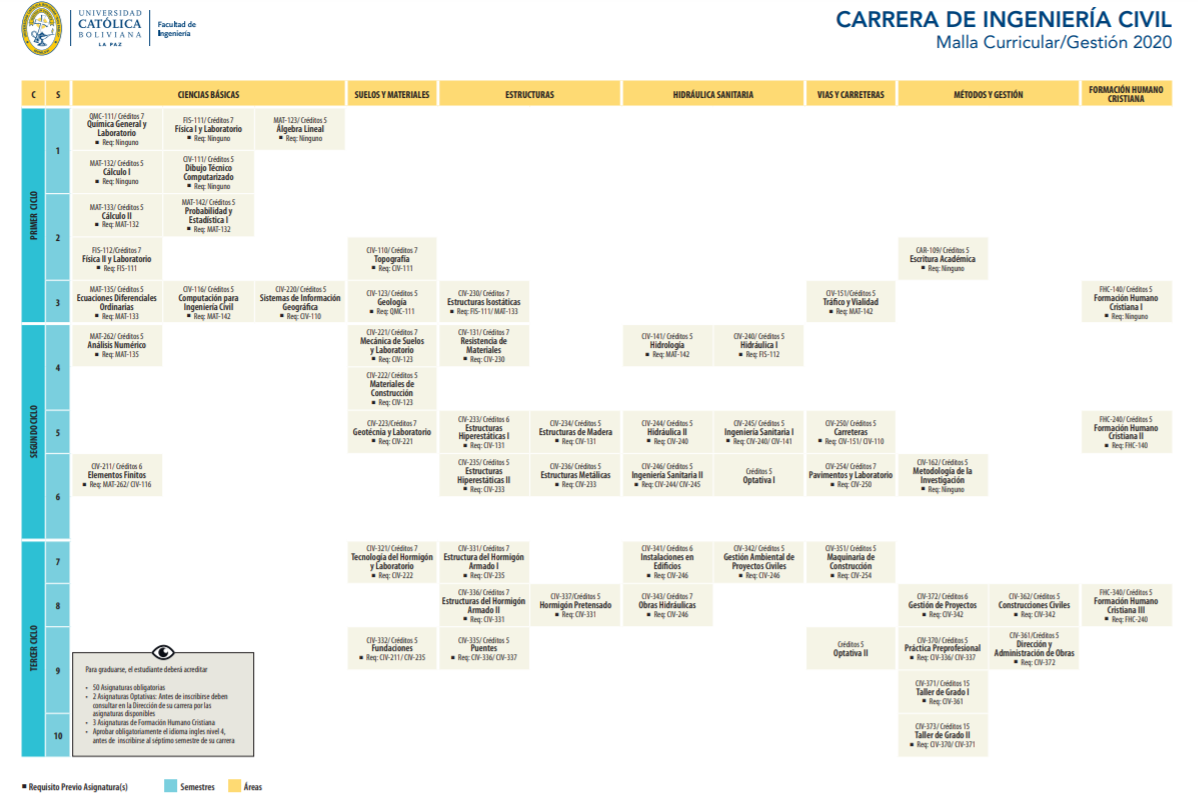 UNIVERSIDAD
CATÓLICA
BOLIVIANA
LA PAZ
Facultad de
Ingeniería
CARRERA DE INGENIERÍA CIVIL
Malla Curricular/Gestión 2020
C
S
CIENCIAS BÁSICAS
SUELOS Y MATERIALES
ESTRUCTURAS
HIDRÁULICA SANITARIA
VIAS Y CARRETERAS
MÉTODOS Y GESTIÓN
FORMACIÓN HUMANO
CRISTIANA
PRIMER CICLO
1
QMC-111/ Créditos 7
Química General y
Laboratorio
■ Req: Ninguno
FIS-111/ Créditos 7
Física I y Laboratorio
■ Req: Ninguno
MAT-123/ Créditos 5
Álgebra Lineal
■ Req: Ninguno
MAT-132/ Créditos 5
Cálculo I
■ Req: Ninguno
CIV-111/ Créditos 5
Dibujo Técnico
Computarizado
■ Req: Ninguno
2
MAT-133/ Créditos 5
Cálculo II
■ Req: MAT-132
MAT-142/ Créditos 5
Probabilidad y
Estadística I
■ Req: MAT-132
FIS-112/Créditos 7
Física II y Laboratorio
■ Req: FIS-111
CIV-110/ Créditos 7
Topografía
■ Req: CIV-111
CAR-109/ Créditos 5
Escritura Académica
■ Req: Ninguno
3
MAT-135/ Créditos 5
Ecuaciones Diferenciales
Ordinarias
■ Req: MAT-133
CIV-116/ Créditos 5
Computación para
Ingeniería Civil
■ Req: MAT-142
CIV-220/ Créditos 5
Sistemas de Información
Geográfica
■ Req: CIV-110
CIV-123/ Créditos 5
Geología
■ Req: QMC-111
CIV-230/ Créditos 7
Estructuras Isostáticas
■ Req: FIS-111/ MAT-133
CIV-151/Créditos 5
Tráfico y Vialidad
■ Req: MAT-142
FHC-140/ Créditos 5
Formación Humano
Cristiana I
■ Req: Ninguno
SEGUNDO CICLO
4
MAT-262/ Créditos 5
Análisis Numérico
■ Req: MAT-135
CIV-221/ Créditos 7
Mecánica de Suelos
y Laboratorio
■ Req: CIV-123
CIV-131/ Créditos 7
Resistencia de
Materiales
■ Req: CIV-230
CIV-141/ Créditos 5
Hidrología
■ Req: MAT-142
CIV-240/ Créditos 5
Hidráulica I
■ Req: FIS-112
CIV-222/ Créditos 5
Materiales de
Construcción
■ Req: CIV-123
5
CIV-223/Créditos 7
Geotécnia y Laboratorio
■ Req: CIV-221
CIV-233/ Créditos 6
Estructuras
Hiperestáticas I
■ Req: CIV-131
CIV-234/ Créditos 5
Estructuras de Madera
■ Req: CIV-131
CIV-244/ Créditos 5
Hidráulica II
■ Req: CIV-240
CIV-245/ Créditos 5
Ingeniería Sanitaria I
■ Req: CIV-240/ CIV-141
CIV-250/ Créditos 5
Carreteras
■ Req: CIV-151/ CIV-110
FHC-240/ Créditos 5
Formación Humano
Cristiana II
■ Req: FHC-140
6
CIV-211/ Créditos 6
Elementos Finitos
■ Req: MAT-262/ CIV-116
CIV-235/ Créditos 5
Estructuras
Hiperestáticas II
■ Req: CIV-233
CIV-236/ Créditos 5
Estructuras Metálicas
■ Req: CIV-233
CIV-246/ Créditos 5
Ingeniería Sanitaria II
■ Req: CIV-244/ CIV-245
Créditos 5
Optativa I
CIV-254/ Créditos 7
Pavimentos y Laboratorio
■ Req: CIV-250
CIV-162/ Créditos 5
Metodología de la
Investigación
■ Req: Ninguno
TERCER CICLO
7
CIV-321/ Créditos 7
Tecnología del Hormigón
y Laboratorio
■ Req: CIV-222
CIV-331/ Créditos 7
Estructura del Hormigón
Armado I
■ Req: CIV-235
CIV-341/ Créditos 6
Instalaciones en
Edificios
■ Req: CIV-246
CIV-342/ Créditos 5
Gestión Ambiental de
Proyectos Civiles
■ Req: CIV-246
CIV-351/ Créditos 5
Maquinaria de
Construcción
■ Req: CIV-254
8
CIV-336/ Créditos 7
Estructuras del Hormigón
Armado II
■ Req: CIV-331
CIV-337/Créditos 5
Hormigón Pretensado
■ Req: CIV-331
CIV-343/ Créditos 7
Obras Hidráulicas
■ Req: CIV-246
CIV-372/ Créditos 6
Gestión de Proyectos
■ Req: CIV-342
CIV-362/ Créditos 5
Construcciones Civiles
■ Req: CIV-342
FHC-340/ Créditos 5
Formación Humano
Cristiana III
■ Req: FHC-240
9
CIV-332/ Créditos 5
Fundaciones
■ Req: CIV-211/ CIV-235
CIV-335/ Créditos 5
Puentes
■ Req: CIV-336/ CIV-337
Créditos 5
Optativa II
CIV-370/ Créditos 5
Práctica Preprofesional
■ Req: CIV-336/ CIV-337
CIV-361/Créditos 5
Dirección y
Administración de Obras
■ Req: CIV-372
CIV-371/ Créditos 15
Taller de Grado I
■ Req: CIV-361
10
CIV-373/ Créditos 15
Taller de Grado II
■ Req: CIV-370/ CIV-371
Para graduarse, el estudiante deberá acreditar
• 50 Asignaturas obligatorias
• 2 Asignaturas Optativas: Antes de inscribirse deben
consultar en la Dirección de su carrera por las
asignaturas disponibles
• 3 Asignaturas de Formación Humano Cristiana
• Aprobar obligatoriamente el idioma ingles nivel 4,
antes de inscribirse al séptimo semestre de su carrera
■ Requisito Previo Asignatura(s)
Semestres
Áreas